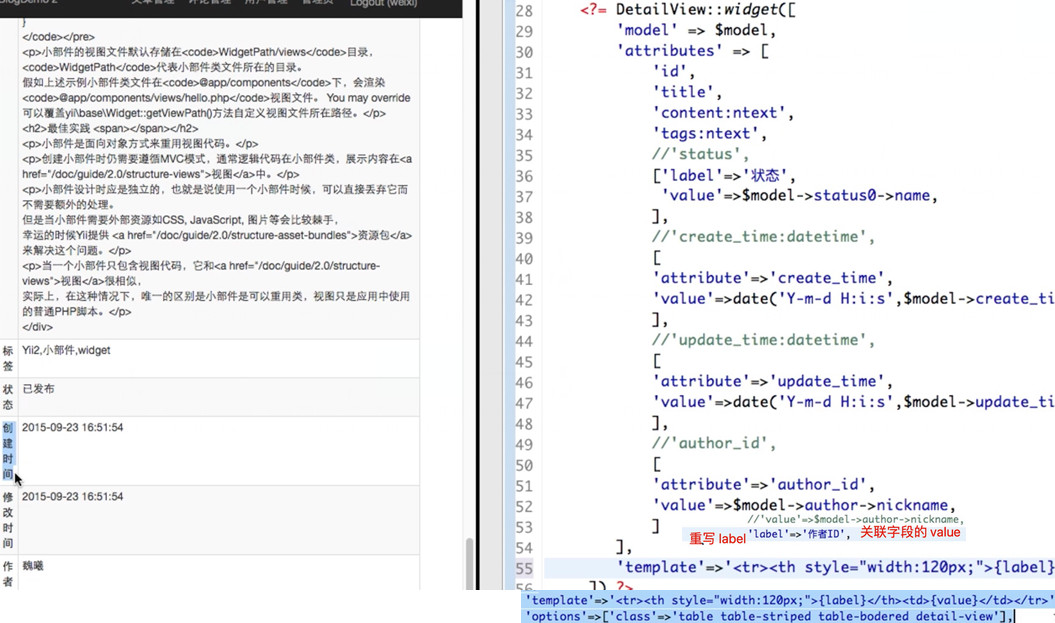 BlogDemo 2 文章管理 评论管理 用户管理 管理员 Logout (weixi)
}
</code></pre>
<p>小部件的视图文件默认存储在<code>WidgetPath/views</code>目录，
<code>WidgetPath</code>代表小部件类文件所在的目录。
假如上述示例小部件类文件在<code>@app/components</code>下，会渲染
<code>@app/components/views/hello.php</code>视图文件。 You may override
可以覆盖yii\base\Widget::getViewPath()方法自定义视图文件所在路径。</p>
<h2>最佳实践 <span></span></h2>
<p>小部件是面向对象方式来重用视图代码。</p>
<p>创建小部件时仍需要遵循MVC模式，通常逻辑代码在小部件类，展示内容在<a
href="/doc/guide/2.0/structure-views">视图</a>中。</p>
<p>小部件设计时应是独立的，也就是说使用一个小部件时候，可以直接丢弃它而
不需要额外的处理。
但是当小部件需要外部资源如CSS, JavaScript, 图片等会比较棘手，
幸运的时候Yii提供 <a href="/doc/guide/2.0/structure-asset-bundles">资源包</a>
来解决这个问题。</p>
<p>当一个小部件只包含视图代码，它和<a href="/doc/guide/2.0/structure-
views">视图</a>很相似，
实际上，在这种情况下，唯一的区别是小部件是可以重用类，视图只是应用中使用
的普通PHP脚本。</p>
</div>
标签 Yii2,小部件,widget
状态 已发布
创建时间 2015-09-23 16:51:54
修改时间 2015-09-23 16:51:54
作者 魏曦
28 <?= DetailView::widget([
29 'model' => $model,
30 'attributes' => [
31 'id',
32 'title',
33 'content:ntext',
34 'tags:ntext',
35 //'status',
36 ['label'=>'状态',
37 'value'=>$model->status0->name,
38 ],
39 //'create_time:datetime',
40 [
41 'attribute'=>'create_time',
42 'value'=>date('Y-m-d H:i:s',$model->create_ti
43 ],
44 //'update_time:datetime',
45 [
46 'attribute'=>'update_time',
47 'value'=>date('Y-m-d H:i:s',$model->update_ti
48 ],
49 //'author_id',
50 [
51 'attribute'=>'author_id',
52 'value'=>$model->author->nickname,
//'value'=>$model->author->nickname,
53 ]
重写 label 'label'=>'作者ID', 关联字段的 value
54 ],
55 'template'=>'<tr><th style="width:120px;">{label}
56 ]) ?>
'template'=>'<tr><th style="width:120px;">{label}</th><td>{value}</td></tr>'
'options'=>['class'=>'table table-striped table-bodered detail-view'],